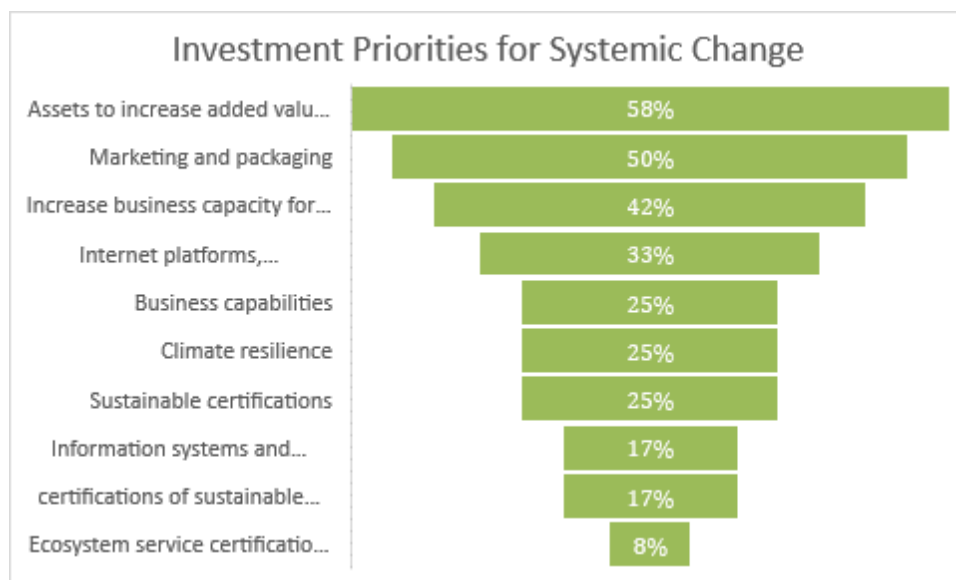 Investment Priorities for Systemic Change
Assets to increase added valu... 58%
Marketing and packaging 50%
Increase business capacity for... 42%
Internet platforms,... 33%
Business capabilities 25%
Climate resilience 25%
Sustainable certifications 25%
Information systems and... 17%
certifications of sustainable... 17%
Ecosystem service certificatio... 8%